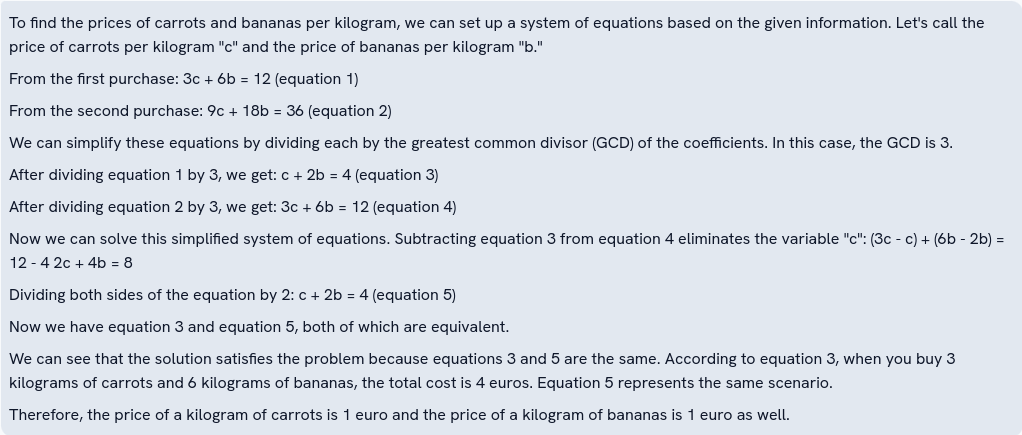 To find the prices of carrots and bananas per kilogram, we can set up a system of equations based on the given information. Let's call the
price of carrots per kilogram "c" and the price of bananas per kilogram "b."
From the first purchase: 3c + 6b = 12 (equation 1)
From the second purchase: 9c + 18b = 36 (equation 2)
We can simplify these equations by dividing each by the greatest common divisor (GCD) of the coefficients. In this case, the GCD is 3.
After dividing equation 1 by 3, we get: c + 2b = 4 (equation 3)
After dividing equation 2 by 3, we get: 3c + 6b = 12 (equation 4)
Now we can solve this simplified system of equations. Subtracting equation 3 from equation 4 eliminates the variable "c": (3c - c) + (6b - 2b) =
12 - 4 2c + 4b = 8
Dividing both sides of the equation by 2: c + 2b = 4 (equation 5)
Now we have equation 3 and equation 5, both of which are equivalent.
We can see that the solution satisfies the problem because equations 3 and 5 are the same. According to equation 3, when you buy 3
kilograms of carrots and 6 kilograms of bananas, the total cost is 4 euros. Equation 5 represents the same scenario.
Therefore, the price of a kilogram of carrots is 1 euro and the price of a kilogram of bananas is 1 euro as well.